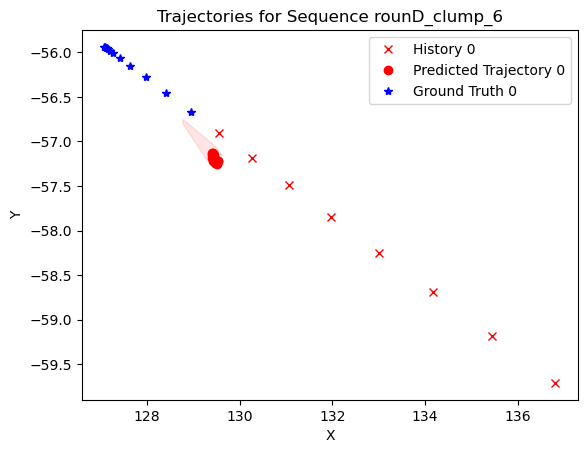 Trajectories for Sequence rounD_clump_6
History 0
Predicted Trajectory 0
Ground Truth 0
−56.0
−56.5
−57.0
−57.5
−58.0
−58.5
−59.0
−59.5
Y
128 130 132 134 136
X